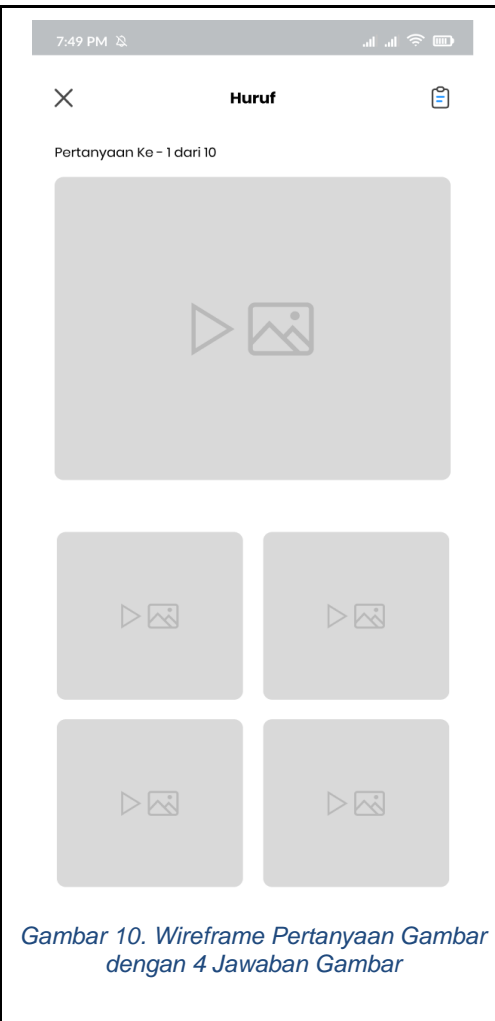 7:49 PM
Huruf
Pertanyaan Ke - 1 dari 10
Gambar 10. Wireframe Pertanyaan Gambar
dengan 4 Jawaban Gambar